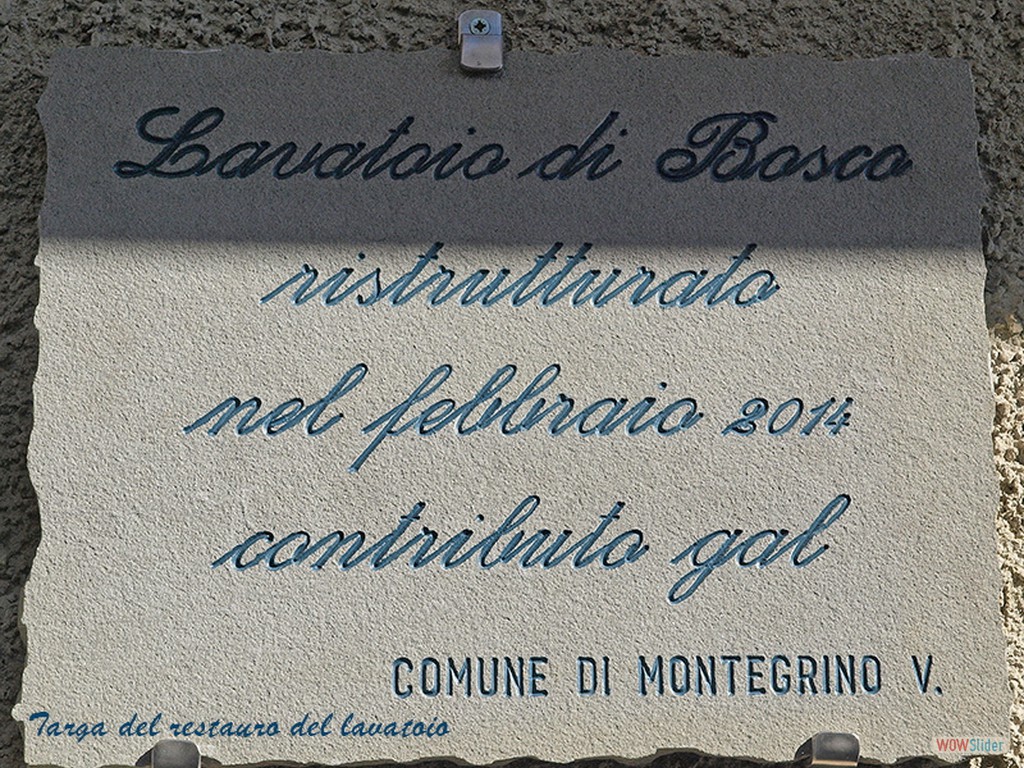 Lavatoio di Bosco
ristrutturato
nel febbraio 2014
contributo gal
COMUNE DI MONTEGRINO V.
Targa del restauro del lavatoio
WOWSlider